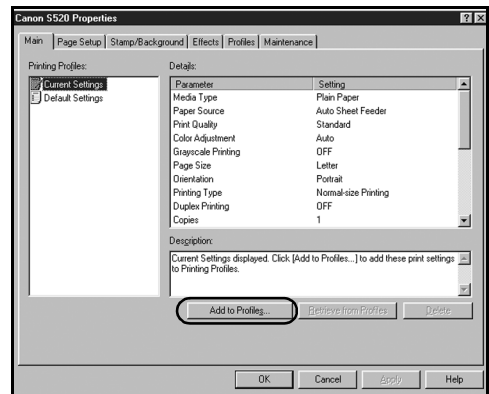 Canon S520 Properties
Main Page Setup Stamp/Background Effects Profiles Maintenance
Printing Profiles: Details:
Current Settings
Default Settings
Parameter Setting
Media Type Plain Paper
Paper Source Auto Sheet Feeder
Print Quality Standard
Color Adjustment Auto
Grayscale Printing OFF
Page Size Letter
Orientation Portrait
Printing Type Normal-size Printing
Duplex Printing OFF
Copies 1
Description:
Current Settings displayed. Click [Add to Profiles...] to add these print settings
to Printing Profiles.
Add to Profiles... Retrieve from Profiles Delete
OK Cancel Apply Help